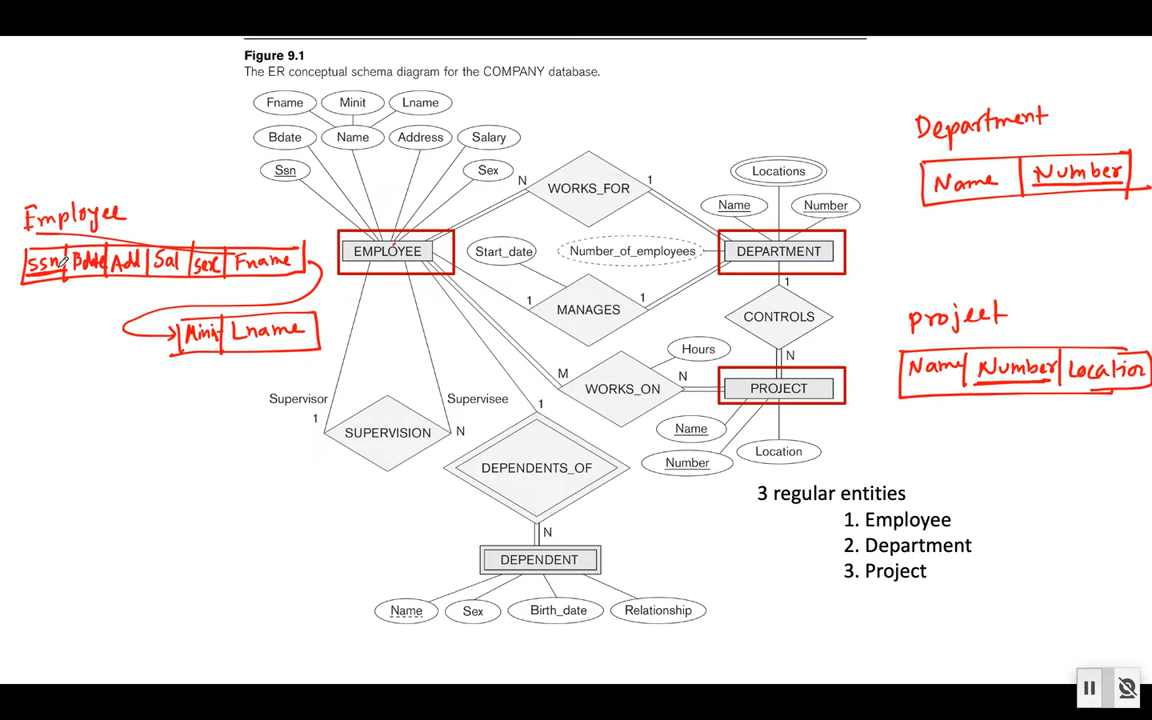 Figure 9.1
The ER conceptual schema diagram for the COMPANY database.
Fname
Minit
Lname
Bdate
Name
Address
Salary
Ssn
Sex
EMPLOYEE
N
WORKS_FOR
1
Locations
Name
Number
Start_date
Number_of_employees
DEPARTMENT
1
MANAGES
1
1
CONTROLS
N
Hours
M
WORKS_ON
N
PROJECT
Name
Number
Location
Supervisor
1
Supervisee
N
SUPERVISION
1
DEPENDENTS_OF
N
DEPENDENT
Name
Sex
Birth_date
Relationship
Employee
SSn
Bdate
Add
Sal
Sex
Fname
Minit
Lname
Department
Name
Number
project
Name
Number
Location
3 regular entities
1. Employee
2. Department
3. Project